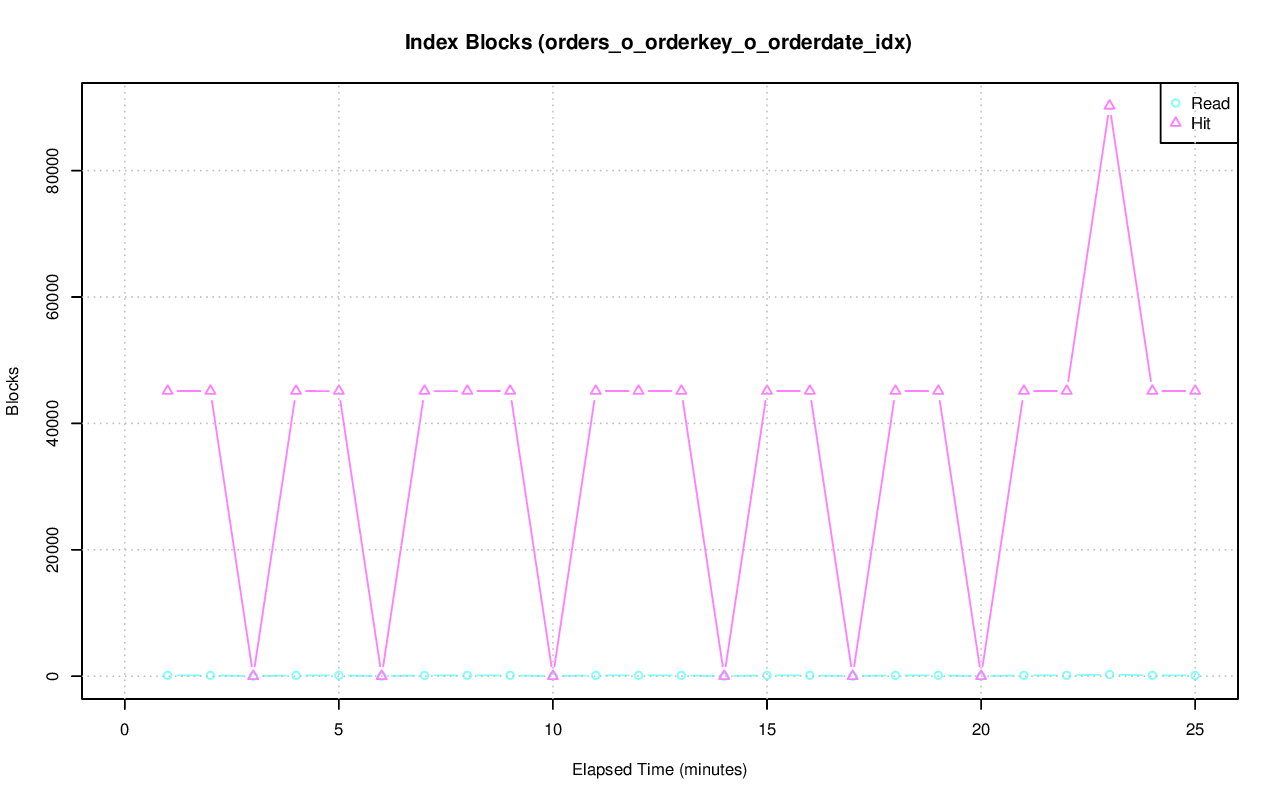 Index Blocks (orders_o_orderkey_o_orderdate_idx)
Read
Hit
Blocks
80000
60000
40000
20000
0
0 5 10 15 20 25
Elapsed Time (minutes)